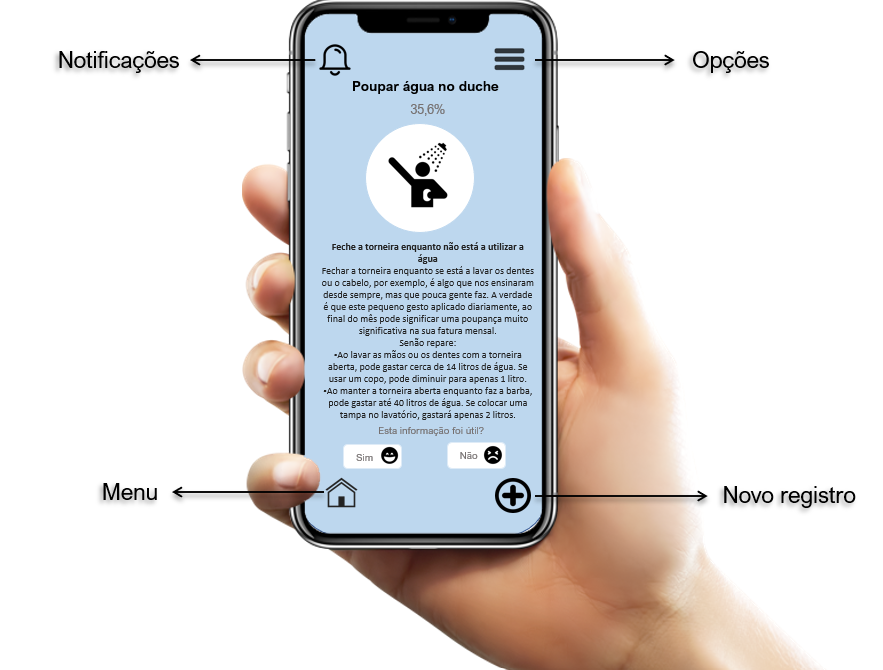 Notificações
Opções
Poupar água no duche
35,6%
Feche a torneira enquanto não está a utilizar a
água
Fechar a torneira enquanto se está a lavar os dentes
ou o cabelo, por exemplo, é algo que nos ensinaram
desde sempre, mas que pouca gente faz. A verdade
é que este pequeno gesto aplicado diariamente, ao
final do mês pode significar uma poupança muito
significativa na sua fatura mensal.
Senão repare:
•Ao lavar as mãos ou os dentes com a torneira
aberta, pode gastar cerca de 14 litros de água. Se
usar um copo, pode diminuir para apenas 1 litro.
•Ao manter a torneira aberta enquanto faz a barba,
pode gastar até 40 litros de água. Se colocar uma
tampa no lavatório, gastará apenas 2 litros.
Esta informação foi útil?
Sim
Não
Menu
Novo registro